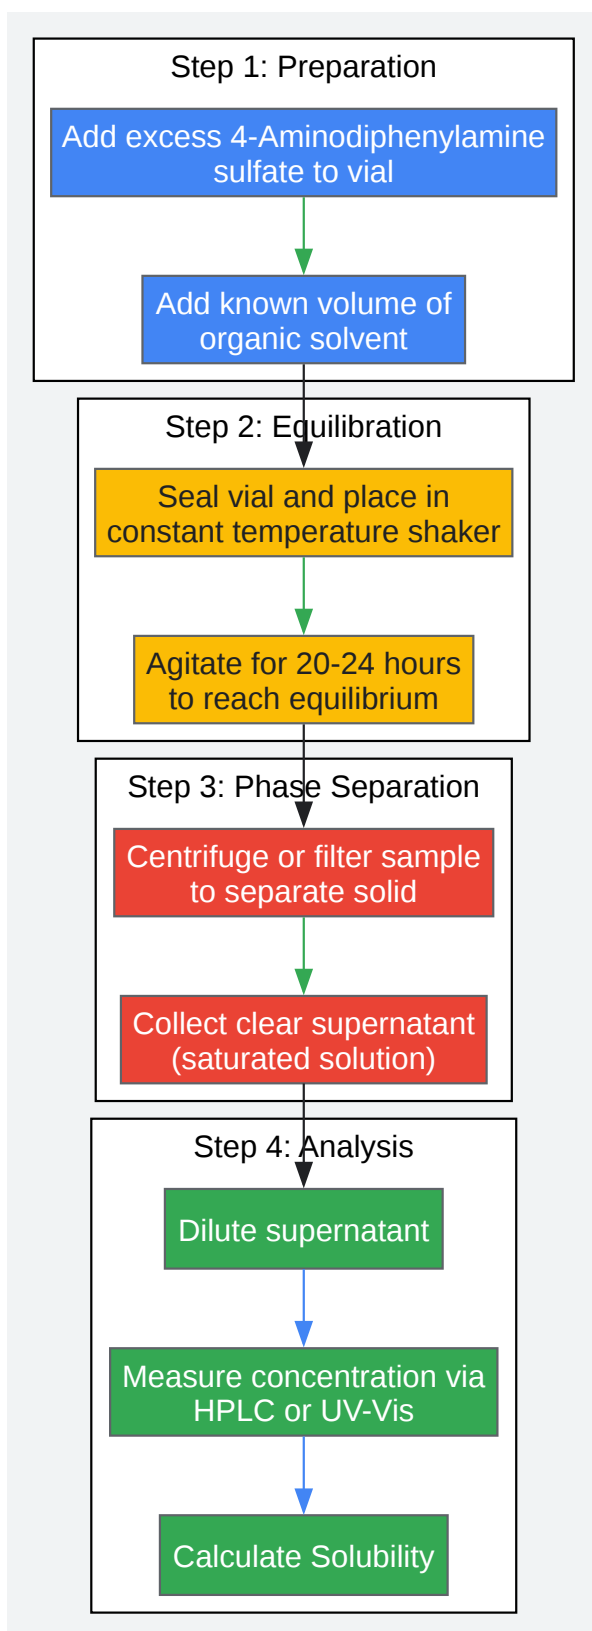 Step 1: Preparation
Add excess 4-Aminodiphenylamine
sulfate to vial
Add known volume of
organic solvent
Step 2: Equilibration
Seal vial and place in
constant temperature shaker
Agitate for 20-24 hours
to reach equilibrium
Step 3: Phase Separation
Centrifuge or filter sample
to separate solid
Collect clear supernatant
(saturated solution)
Step 4: Analysis
Dilute supernatant
Measure concentration via
HPLC or UV-Vis
Calculate Solubility